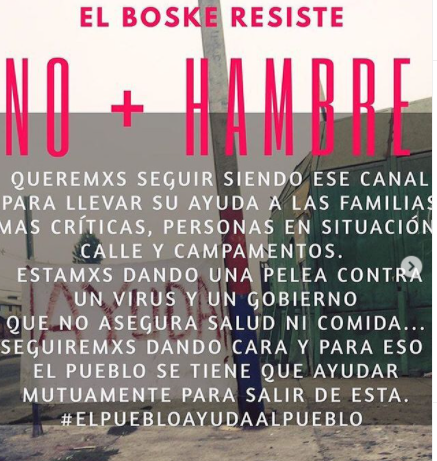 EL BOSKE RESISTE
NO + HAMBRE
QUEREMXS SEGUIR SIENDO ESE CANAL
PARA LLEVAR SU AYUDA A LAS FAMILIAS
MAS CRÍTICAS, PERSONAS EN SITUACIÓN
CALLE Y CAMPAMENTOS.
ESTAMXS DANDO UNA PELEA CONTRA
UN VIRUS Y UN GOBIERNO
QUE NO ASEGURA SALUD NI COMIDA...
SEGUIREMXS DANDO CARA Y PARA ESO
EL PUEBLO SE TIENE QUE AYUDAR
MUTUAMENTE PARA SALIR DE ESTA.
#ELPUEBLOAYUDAALPUEBLO
AYUDA